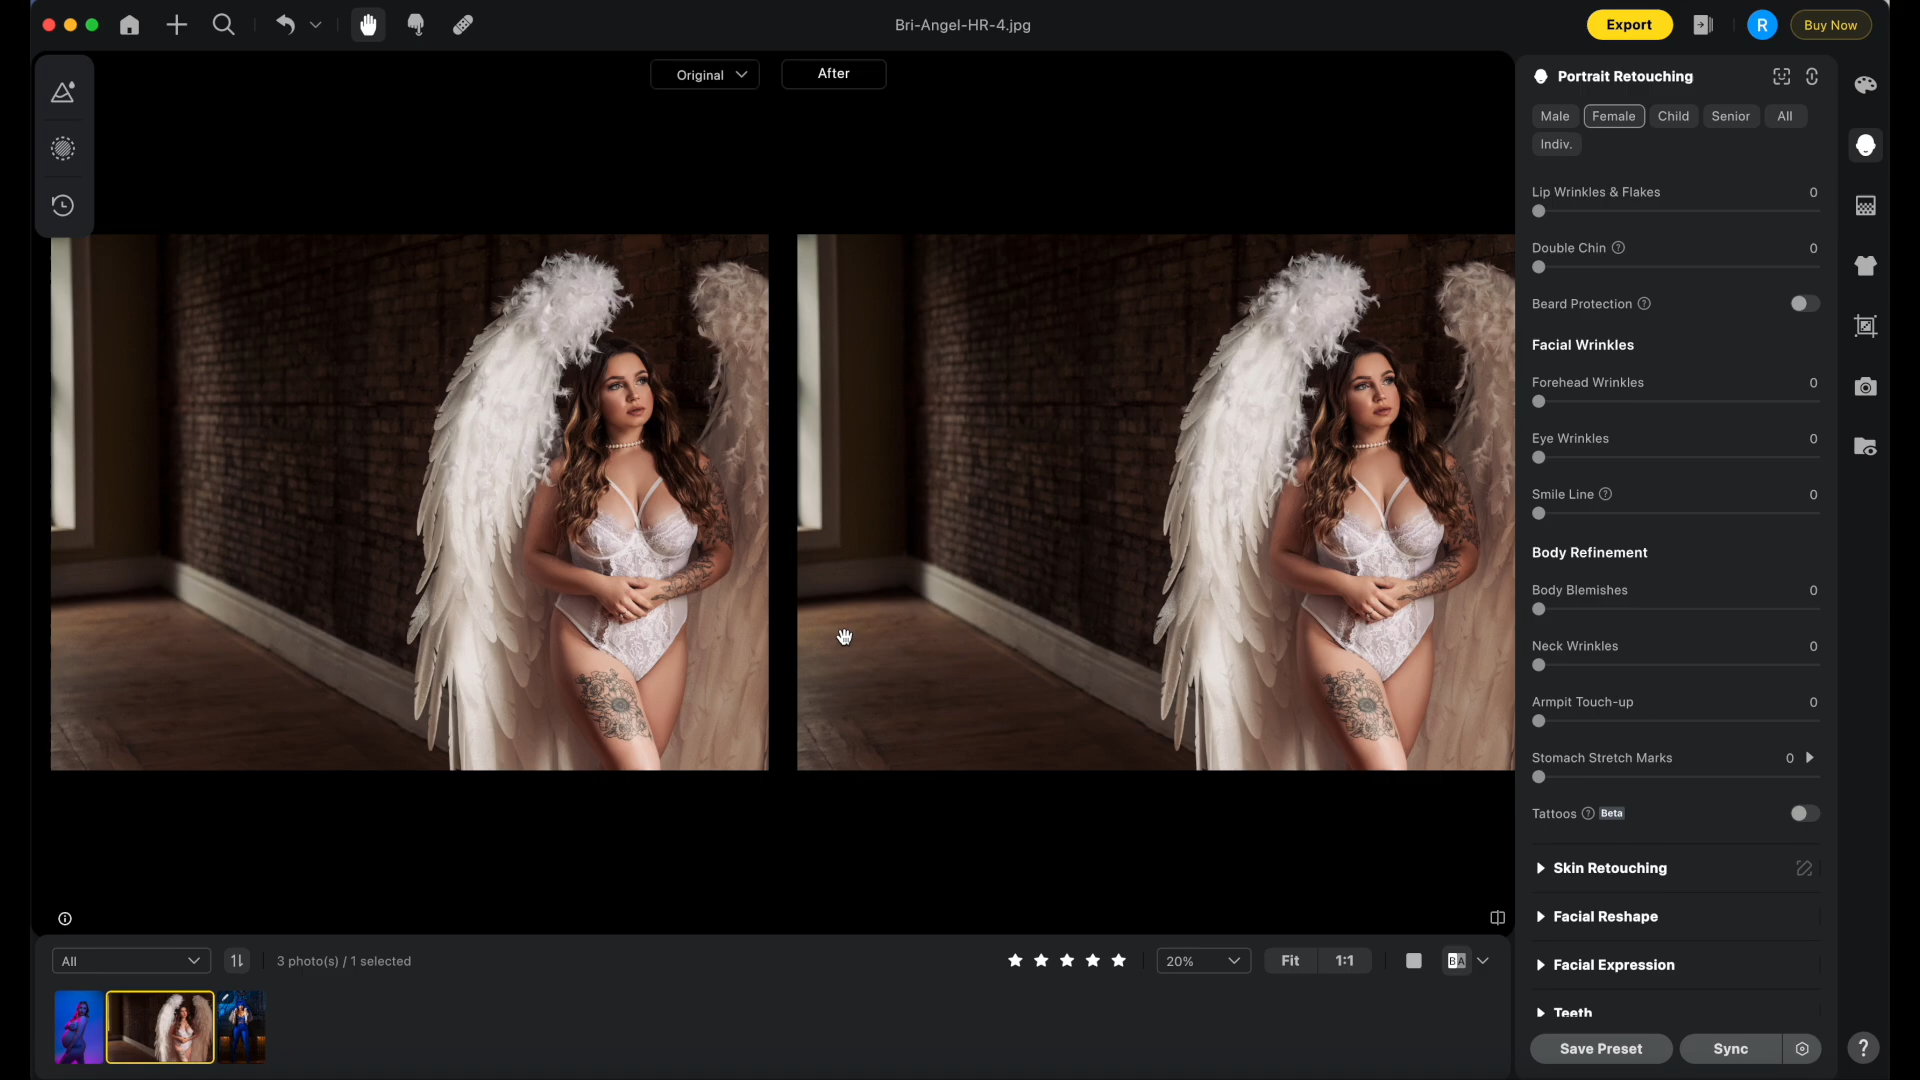 Bri-Angel-HR-4.jpg
Export
R
Buy Now
Original
After
Portrait Retouching
Male
Female
Child
Senior
All
Indiv.
Lip Wrinkles & Flakes 0
Double Chin ? 0
Beard Protection ?
Facial Wrinkles
Forehead Wrinkles 0
Eye Wrinkles 0
Smile Line ? 0
Body Refinement
Body Blemishes 0
Neck Wrinkles 0
Armpit Touch-up 0
Stomach Stretch Marks 0
Tattoos ? Beta
Skin Retouching
Facial Reshape
Facial Expression
Teeth
Save Preset
Sync
?
All
3 photo(s) / 1 selected
20%
Fit
1:1
B A